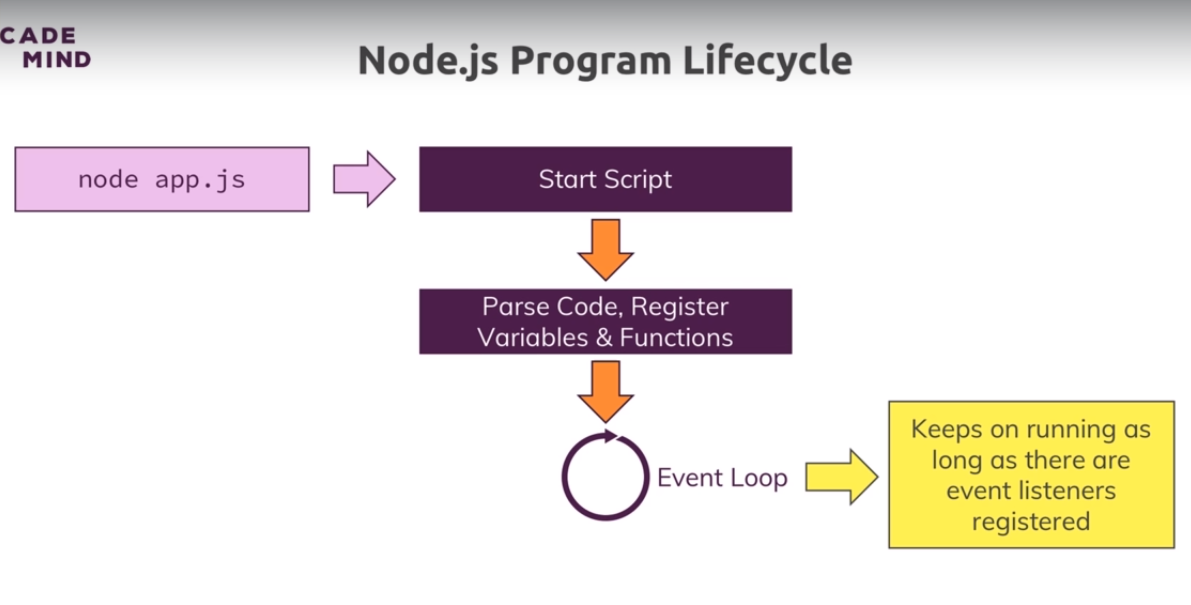 CADE
MIND
Node.js Program Lifecycle
node app.js
Start Script
Parse Code, Register
Variables & Functions
Event Loop
Keeps on running as
long as there are
event listeners
registered